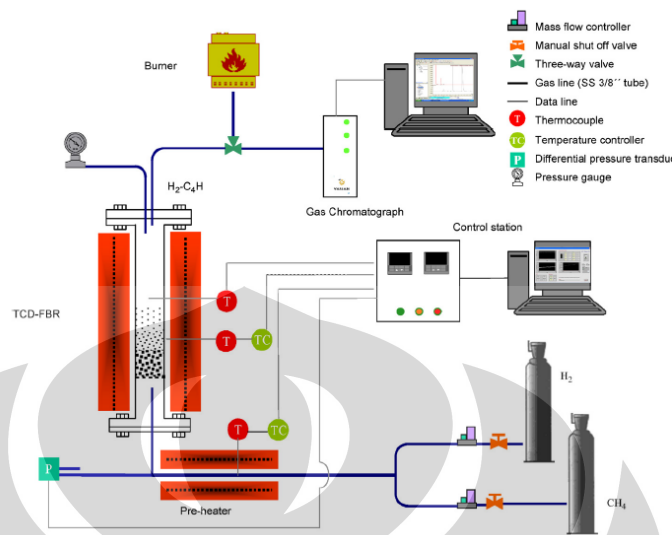 Mass flow controller
Manual shut off valve
Three-way valve
Gas line (SS 3/8´´ tube)
Data line
T Thermocouple
TC Temperature controller
P Differential pressure transduc
Pressure gauge
Burner
H₂-C₄H
Gas Chromatograph
Control station
TCD-FBR
T
T
TC
T
TC
H₂
P
Pre-heater
CH₄